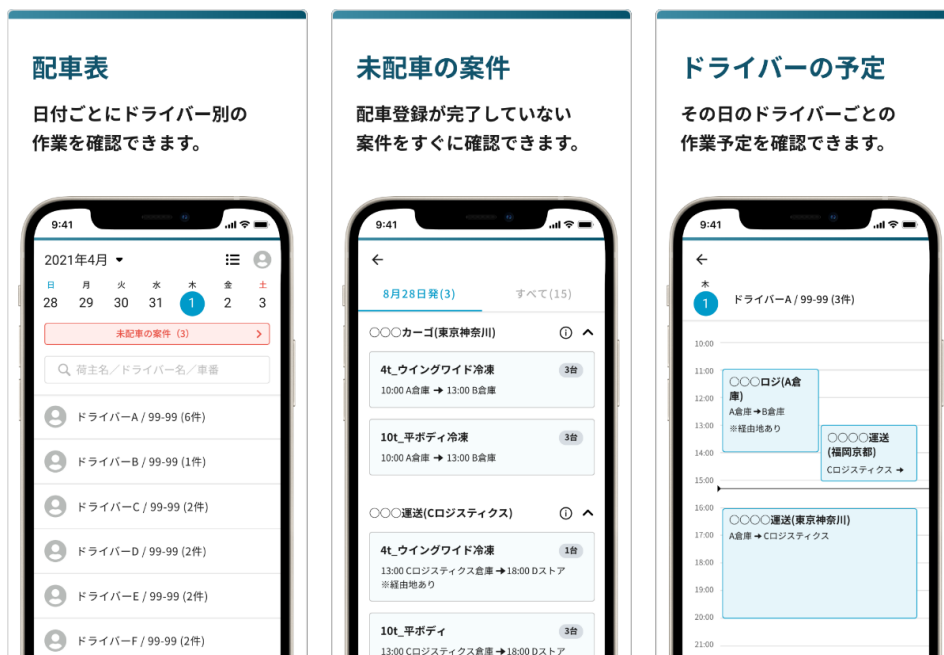 配車表
日付ごとにドライバー別の
作業を確認できます。
9:41
2021年4月
日 月 火 水 木 金 土
28 29 30 31 1 2 3
未配車の案件（3）
荷主名／ドライバー名／車番
ドライバーA / 99-99 (6件)
ドライバーB / 99-99 (1件)
ドライバーC / 99-99 (2件)
ドライバーD / 99-99 (2件)
ドライバーE / 99-99 (2件)
ドライバーF / 99-99 (2件)
未配車の案件
配車登録が完了していない
案件をすぐに確認できます。
9:41
8月28日発(3) すべて(15)
〇〇〇カーゴ(東京神奈川)
4t_ウイングワイド冷凍 3台
10:00 A倉庫 → 13:00 B倉庫
10t_平ボディ冷凍 3台
10:00 A倉庫 → 13:00 B倉庫
〇〇〇運送(Cロジスティクス)
4t_ウイングワイド冷凍 1台
13:00 Cロジスティクス倉庫 → 18:00 Dストア
※経由地あり
10t_平ボディ 3台
13:00 Cロジスティクス倉庫 → 18:00 Dストア
ドライバーの予定
その日のドライバーごとの
作業予定を確認できます。
9:41
木
1 ドライバーA / 99-99 (3件)
10:00
11:00
〇〇〇ロジ(A倉
庫)
12:00
A倉庫 → B倉庫
※経由地あり
13:00
〇〇〇〇運送
(福岡京都)
14:00
Cロジスティクス →
15:00
16:00
〇〇〇〇運送(東京神奈川)
17:00
A倉庫 → Cロジスティクス
18:00
19:00
20:00
21:00